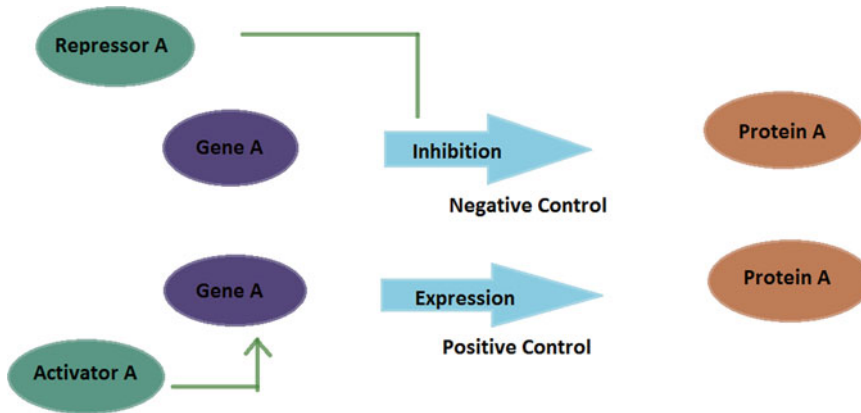 Repressor A
Gene A
Inhibition
Protein A
Negative Control
Gene A
Expression
Protein A
Positive Control
Activator A